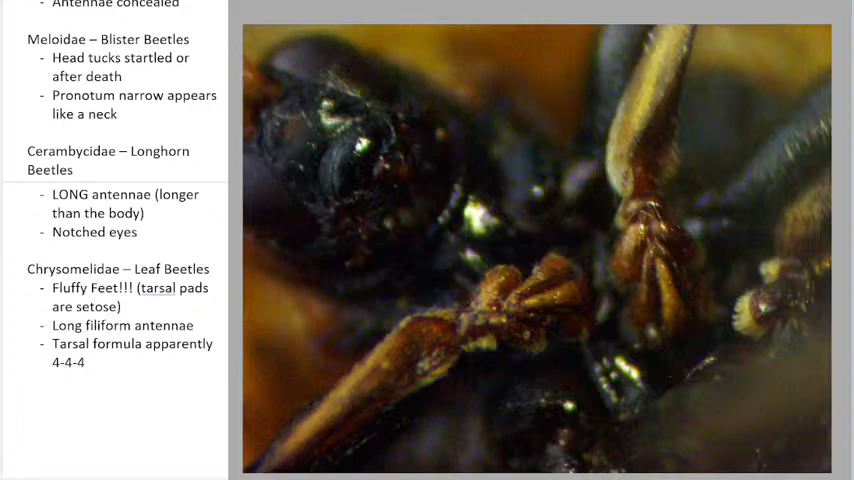 - Antennae concealed
Meloidae – Blister Beetles
- Head tucks startled or
after death
- Pronotum narrow appears
like a neck
Cerambycidae – Longhorn
Beetles
- LONG antennae (longer
than the body)
- Notched eyes
Chrysomelidae – Leaf Beetles
- Fluffy Feet!!! (tarsal pads
are setose)
- Long filiform antennae
- Tarsal formula apparently
4-4-4